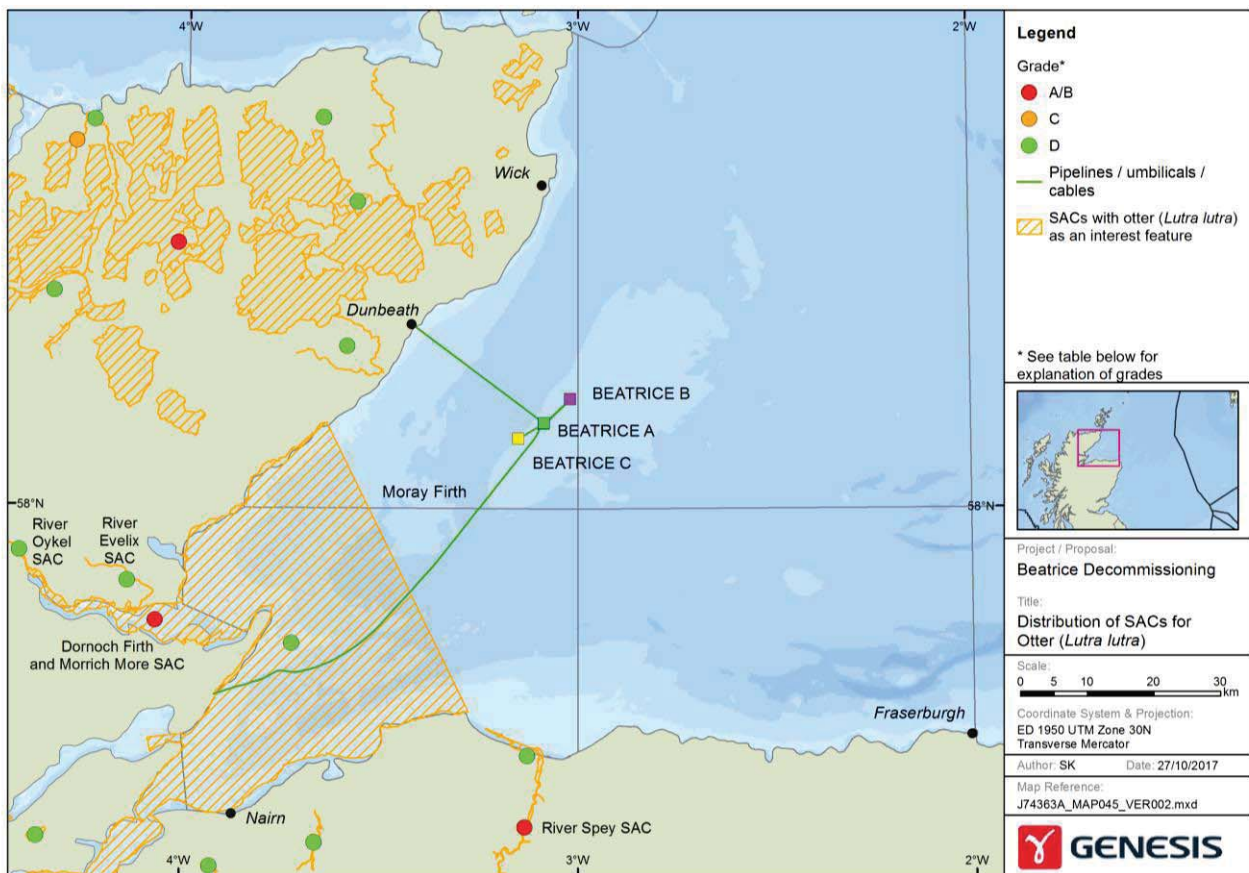 4°W
3°W
2°W
Wick
Dunbeath
BEATRICE B
BEATRICE A
BEATRICE C
Moray Firth
58°N
58°N
River
Oykel
SAC
River
Evelix
SAC
Dornoch Firth
and Morrich More SAC
Fraserburgh
Nairn
River Spey SAC
4°W
3°W
2°W
Legend
Grade*
A/B
C
D
Pipelines / umbilicals /
cables
SACs with otter (Lutra lutra)
as an interest feature
* See table below for
explanation of grades
Project / Proposal:
Beatrice Decommissioning
Title:
Distribution of SACs for
Otter (Lutra lutra)
Scale:
0 5 10 20 30
km
Coordinate System & Projection:
ED 1950 UTM Zone 30N
Transverse Mercator
Author: SK Date: 27/10/2017
Map Reference:
J74363A_MAP045_VER002.mxd
GENESIS